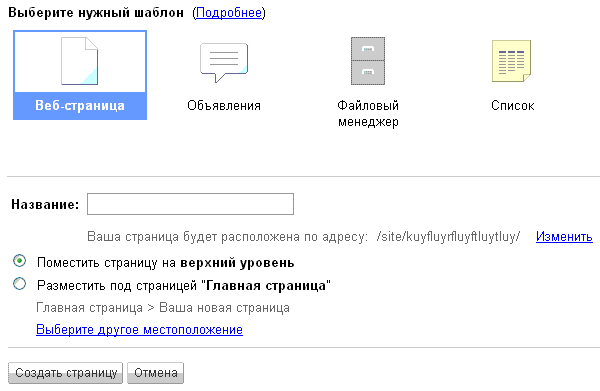 Выберите нужный шаблон (Подробнее)
Веб-страница
Объявления
Файловый
менеджер
Список
Название:
Ваша страница будет расположена по адресу: /site/kuyfluyrfluyftluytluy/ Изменить
Поместить страницу на верхний уровень
Разместить под страницей "Главная страница"
Главная страница > Ваша новая страница
Выберите другое местоположение
Создать страницу Отмена